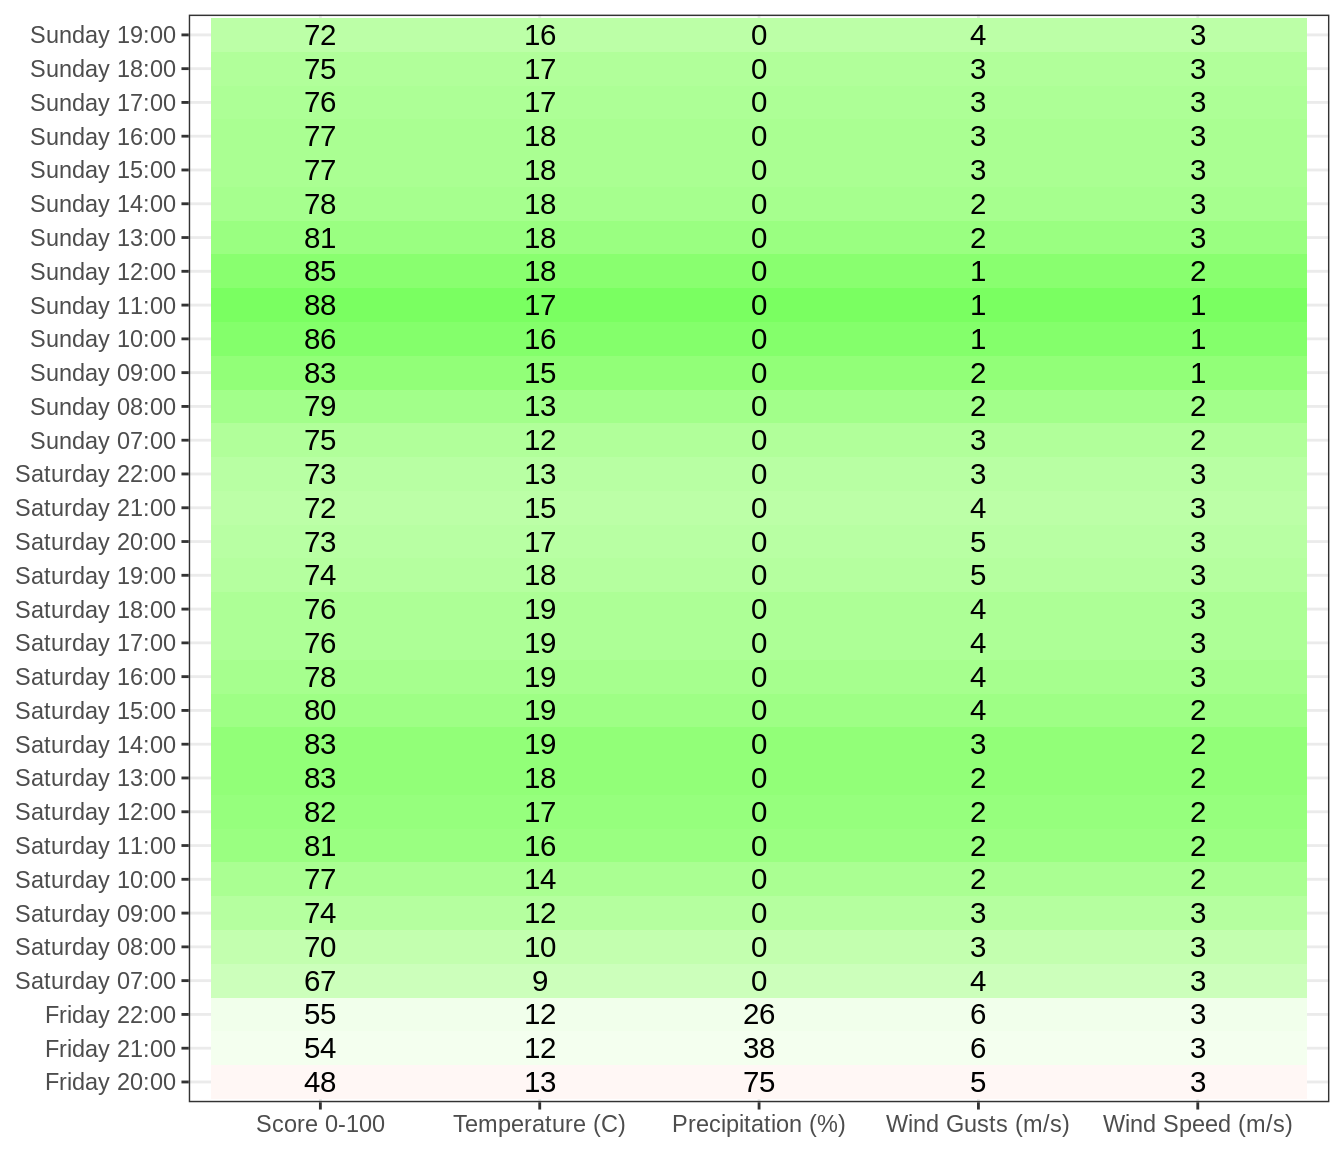 Sunday 19:00 72 16 0 4 3
Sunday 18:00 75 17 0 3 3
Sunday 17:00 76 17 0 3 3
Sunday 16:00 77 18 0 3 3
Sunday 15:00 77 18 0 3 3
Sunday 14:00 78 18 0 2 3
Sunday 13:00 81 18 0 2 3
Sunday 12:00 85 18 0 1 2
Sunday 11:00 88 17 0 1 1
Sunday 10:00 86 16 0 1 1
Sunday 09:00 83 15 0 2 1
Sunday 08:00 79 13 0 2 2
Sunday 07:00 75 12 0 3 2
Saturday 22:00 73 13 0 3 3
Saturday 21:00 72 15 0 4 3
Saturday 20:00 73 17 0 5 3
Saturday 19:00 74 18 0 5 3
Saturday 18:00 76 19 0 4 3
Saturday 17:00 76 19 0 4 3
Saturday 16:00 78 19 0 4 3
Saturday 15:00 80 19 0 4 2
Saturday 14:00 83 19 0 3 2
Saturday 13:00 83 18 0 2 2
Saturday 12:00 82 17 0 2 2
Saturday 11:00 81 16 0 2 2
Saturday 10:00 77 14 0 2 2
Saturday 09:00 74 12 0 3 3
Saturday 08:00 70 10 0 3 3
Saturday 07:00 67 9 0 4 3
Friday 22:00 55 12 26 6 3
Friday 21:00 54 12 38 6 3
Friday 20:00 48 13 75 5 3
Score 0-100 Temperature (C) Precipitation (%) Wind Gusts (m/s) Wind Speed (m/s)